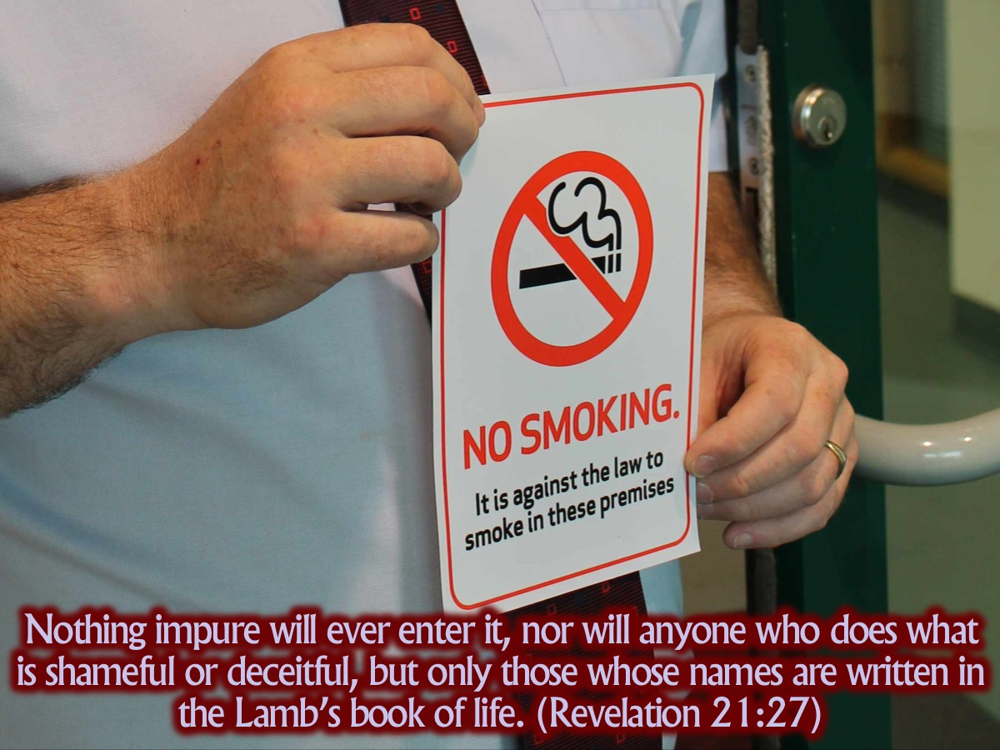 NO SMOKING.
It is against the law to
smoke in these premises
Nothing impure will ever enter it, nor will anyone who does what
is shameful or deceitful, but only those whose names are written in
the Lamb’s book of life. (Revelation 21:27)